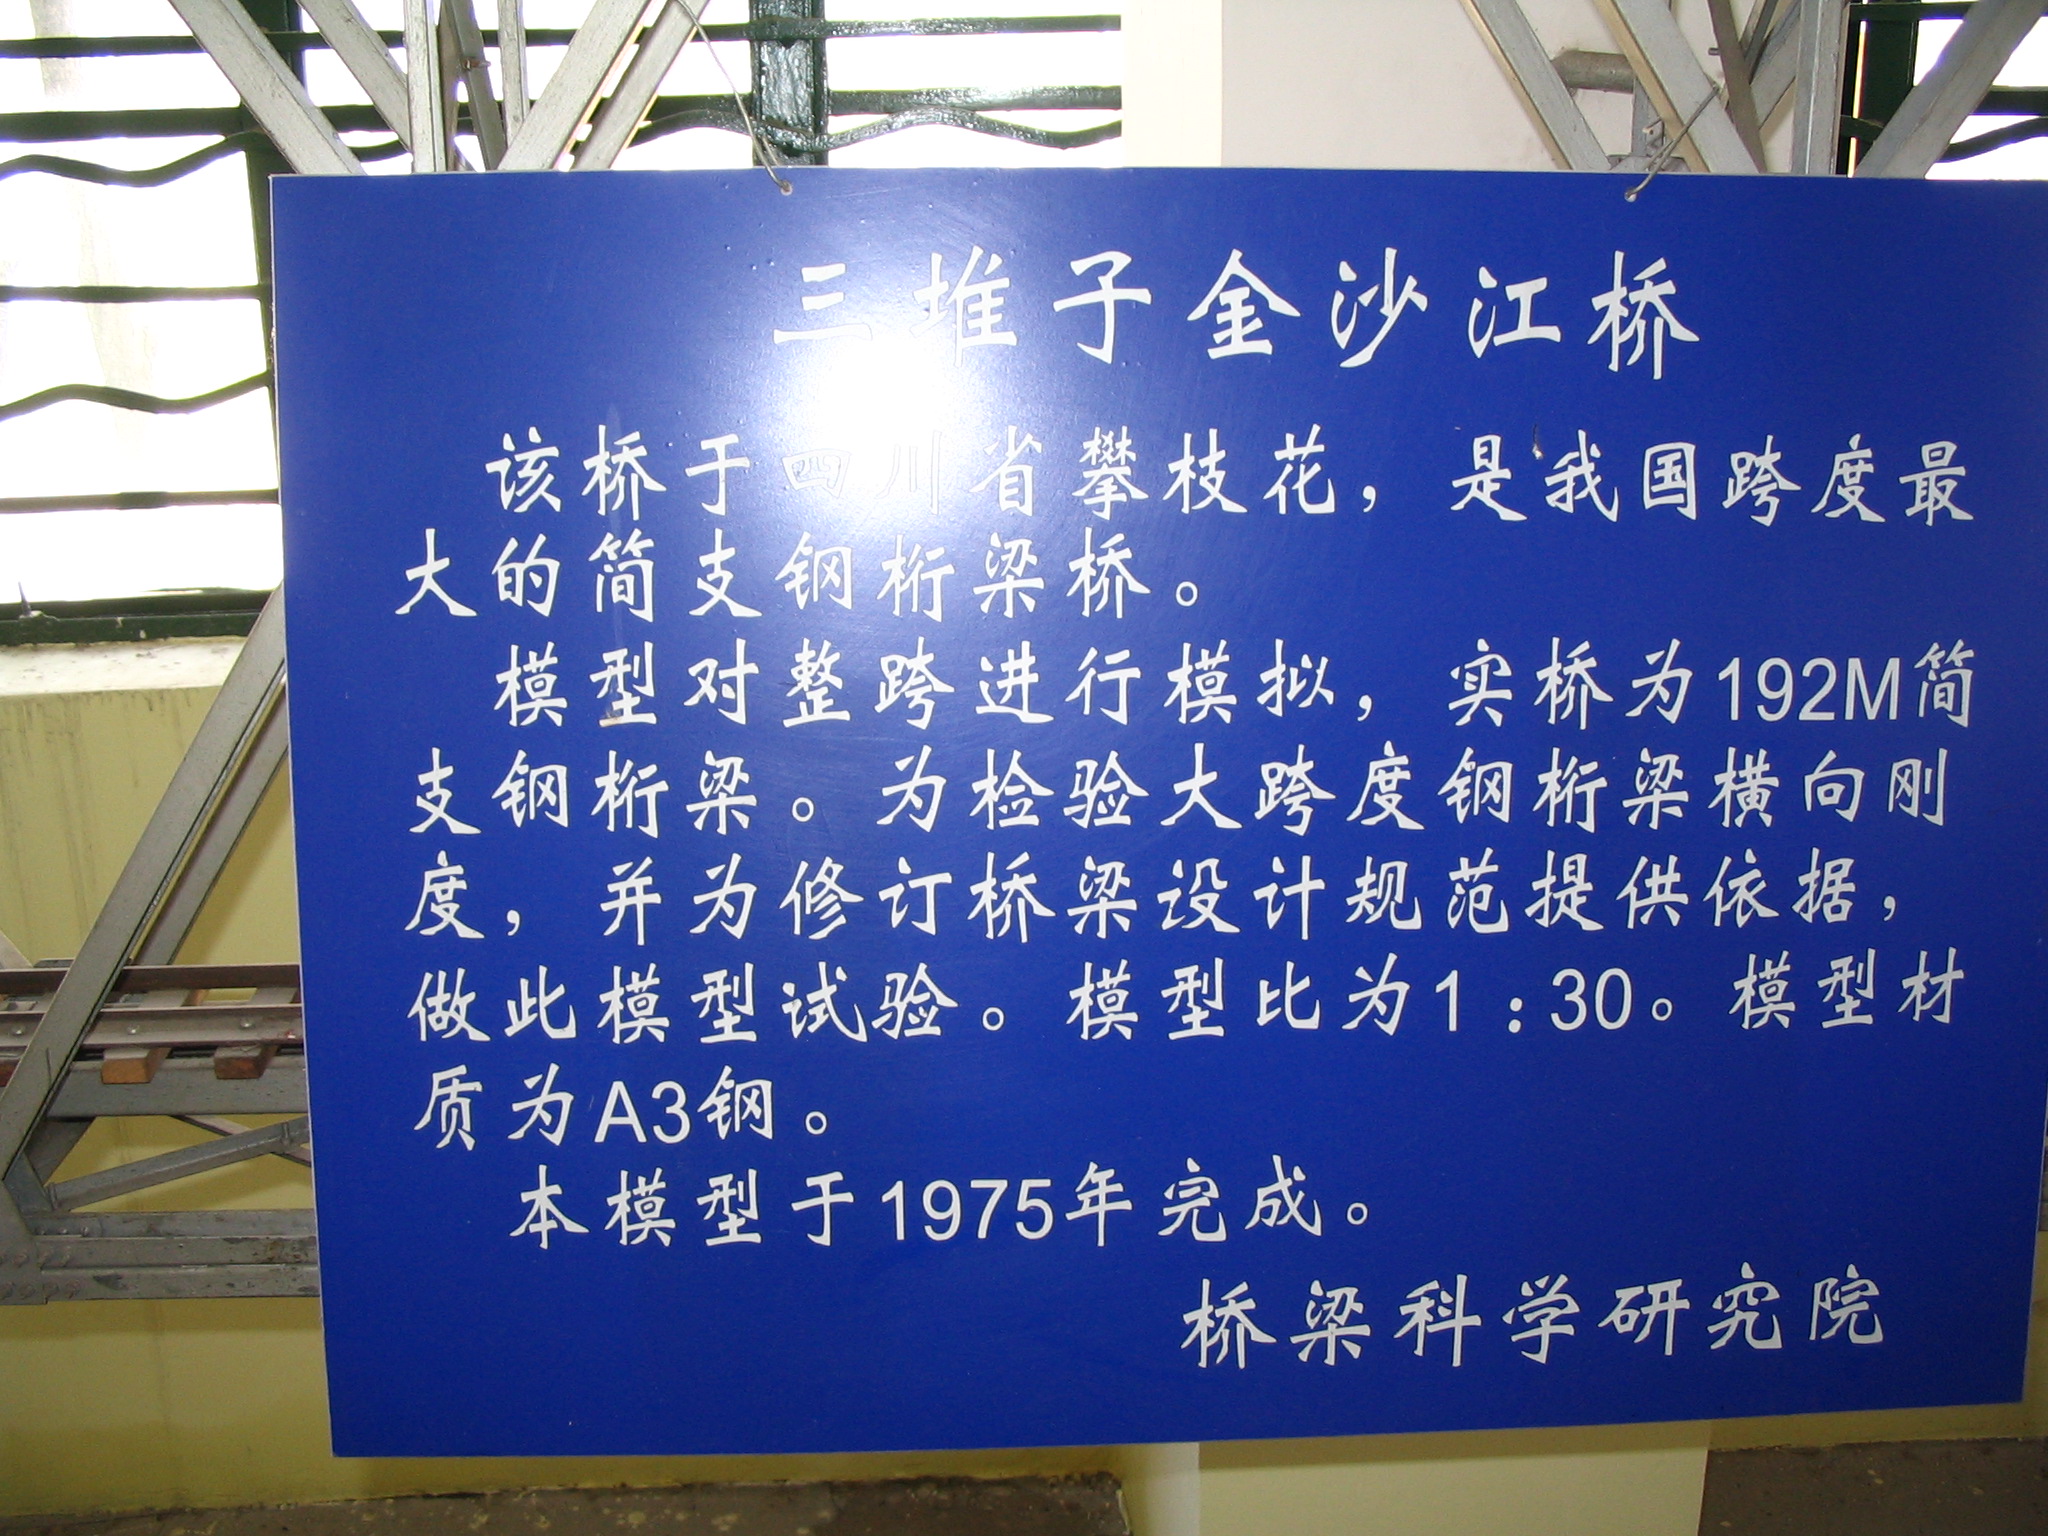 三堆子金沙江桥
该桥于四川省攀枝花，是我国跨度最
大的简支钢桁梁桥。
模型对整跨进行模拟，实桥为192M简
支钢桁梁。为检验大跨度钢桁梁横向刚
度，并为修订桥梁设计规范提供依据，
做此模型试验。模型比为1：30。模型材
质为A3钢。
本模型于1975年完成。
桥梁科学研究院